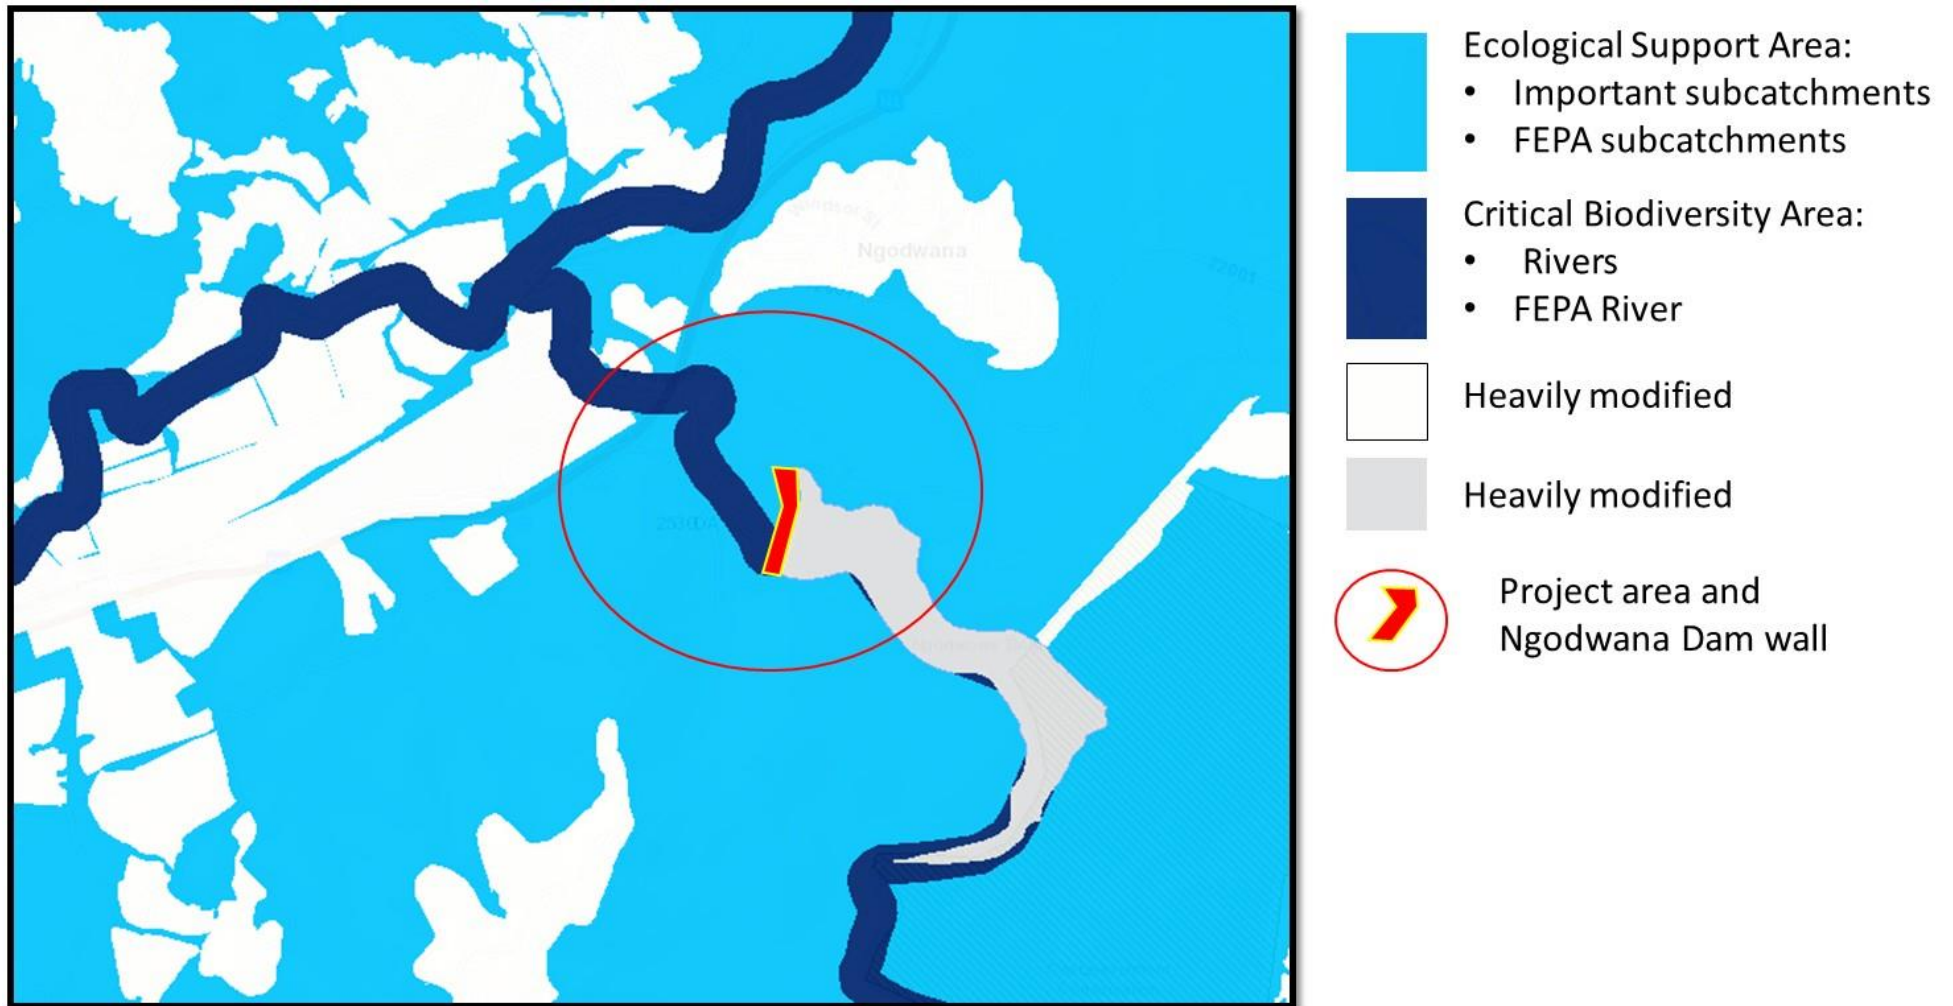 Ngodwana
Ecological Support Area:
• Important subcatchments
• FEPA subcatchments
Critical Biodiversity Area:
• Rivers
• FEPA River
Heavily modified
Heavily modified
Project area and
Ngodwana Dam wall